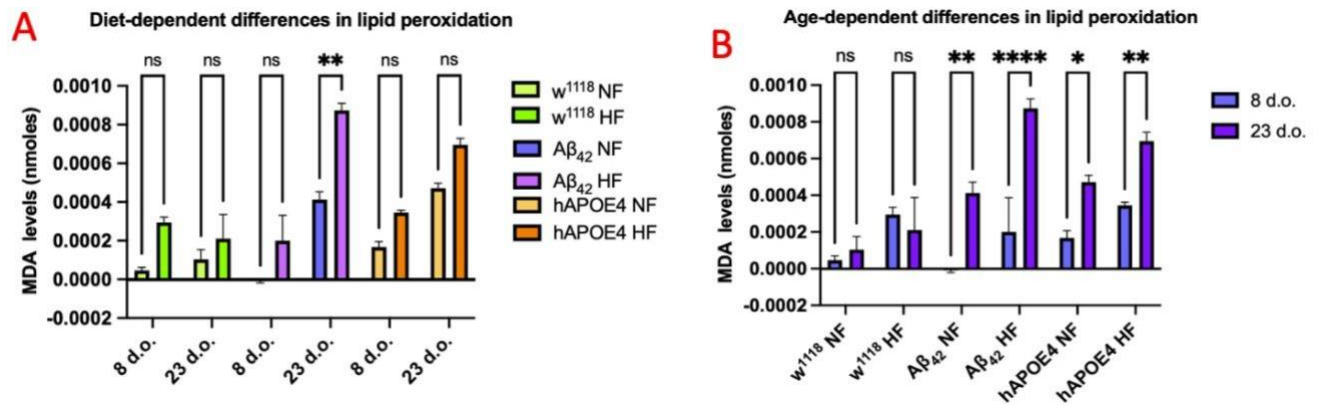 A
Diet-dependent differences in lipid peroxidation
ns ns ns ** ns ns
MDA levels (nmoles)
0.0010
0.0008
0.0006
0.0004
0.0002
0.0000
-0.0002
8 d.o. 23 d.o. 8 d.o. 23 d.o. 8 d.o. 23 d.o.
w¹¹¹⁸ NF
w¹¹¹⁸ HF
Aβ₄₂ NF
Aβ₄₂ HF
hAPOE4 NF
hAPOE4 HF
B
Age-dependent differences in lipid peroxidation
ns ns ** **** * **
MDA levels (nmoles)
0.0010
0.0008
0.0006
0.0004
0.0002
0.0000
-0.0002
w¹¹¹⁸ NF w¹¹¹⁸ HF Aβ₄₂ NF Aβ₄₂ HF hAPOE4 NF hAPOE4 HF
8 d.o.
23 d.o.